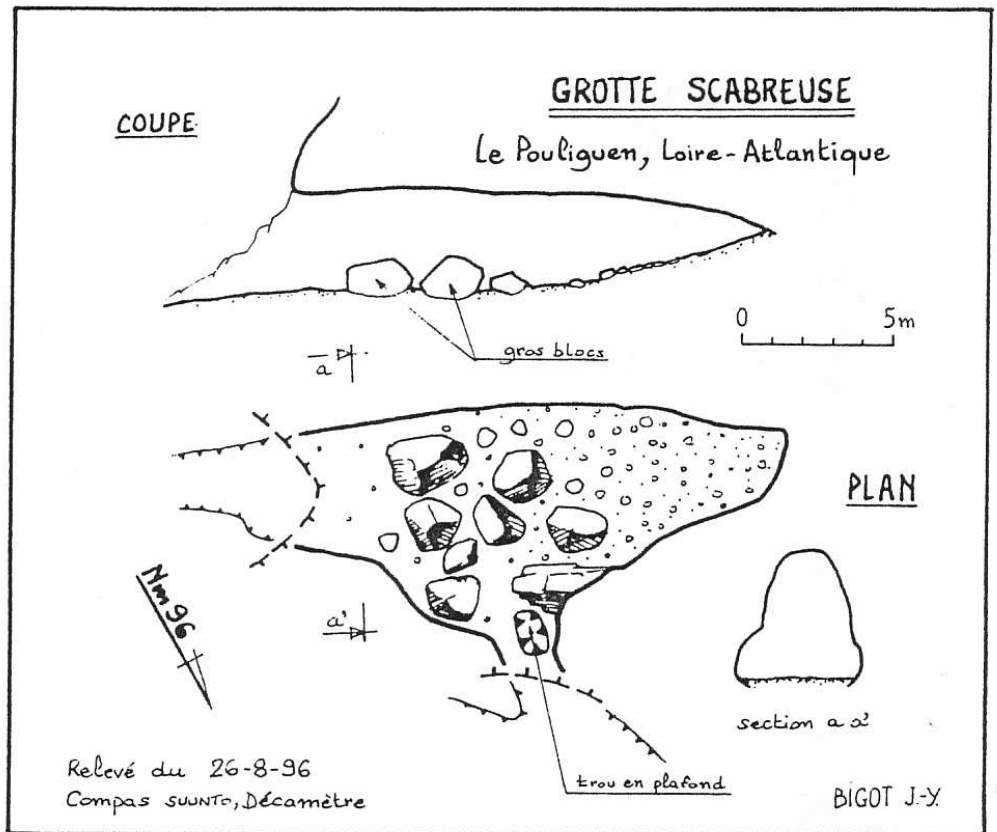 GROTTE SCABREUSE
COUPE
Le Pouliguen, Loire-Atlantique
0 5m
gros blocs
a
PLAN
Nm 96
a'
section a a'
Relevé du 26-8-96
trou en plafond
Compas SUUNTO, Décamètre
BIGOT J.-Y.